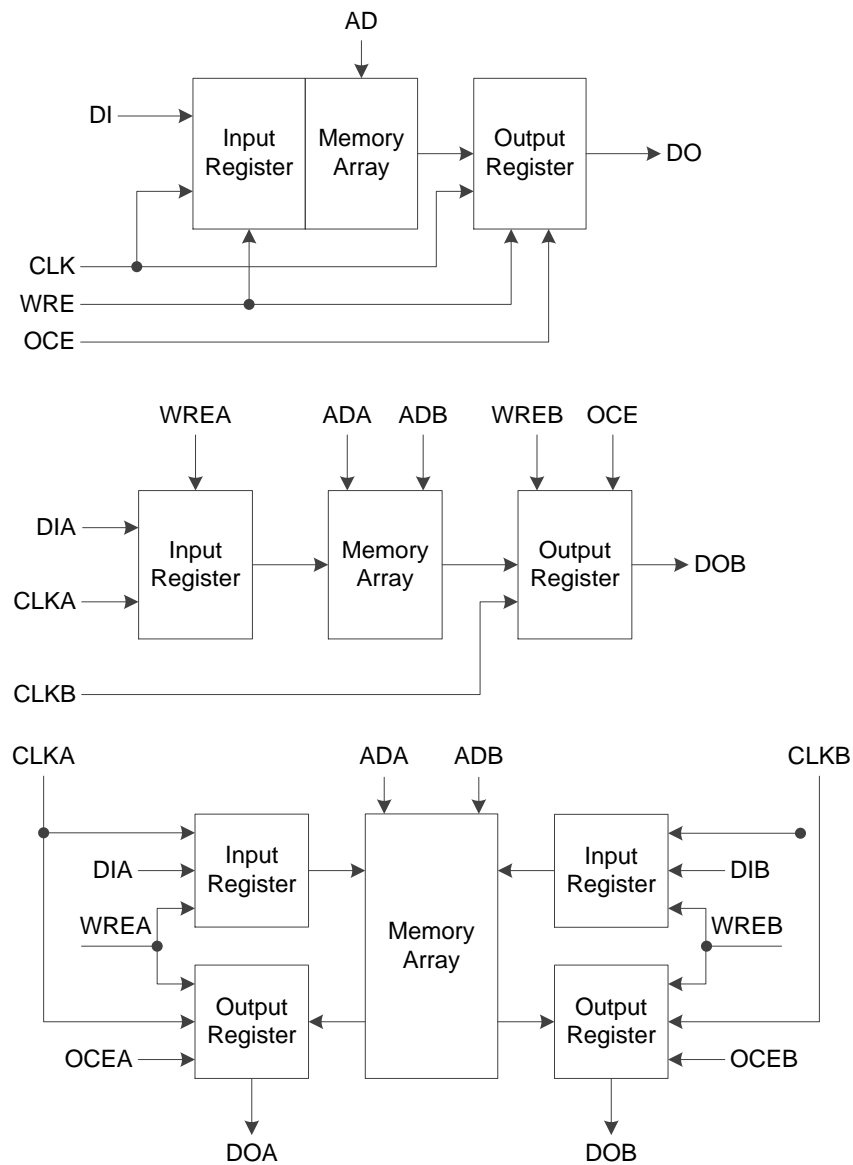 AD
DI
Input
Register
Memory
Array
Output
Register
DO
CLK
WRE
OCE
WREA
ADA
ADB
WREB
OCE
DIA
CLKA
Input
Register
Memory
Array
Output
Register
DOB
CLKB
CLKA
ADA
ADB
CLKB
DIA
Input
Register
Input
Register
DIB
WREA
Memory
Array
WREB
Output
Register
Output
Register
OCEA
OCEB
DOA
DOB